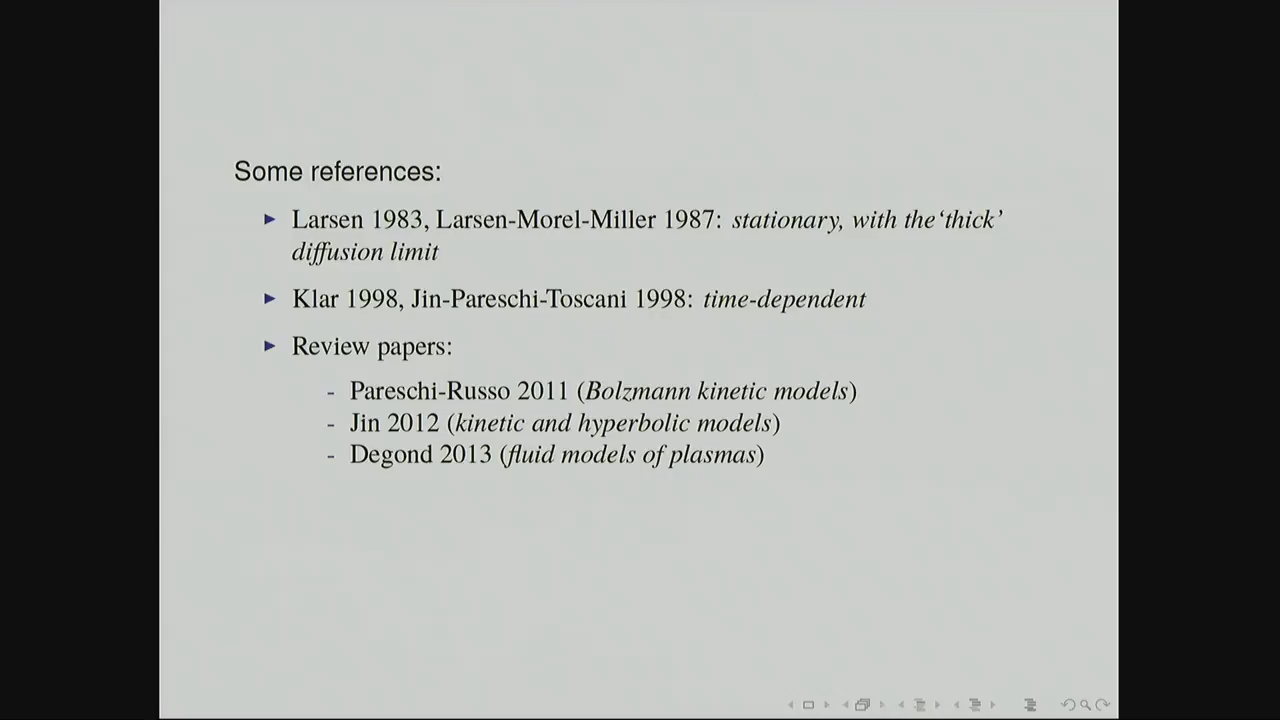 Some references:
▶ Larsen 1983, Larsen-Morel-Miller 1987: stationary, with the‘thick’
diffusion limit
▶ Klar 1998, Jin-Pareschi-Toscani 1998: time-dependent
▶ Review papers:
- Pareschi-Russo 2011 (Bolzmann kinetic models)
- Jin 2012 (kinetic and hyperbolic models)
- Degond 2013 (fluid models of plasmas)